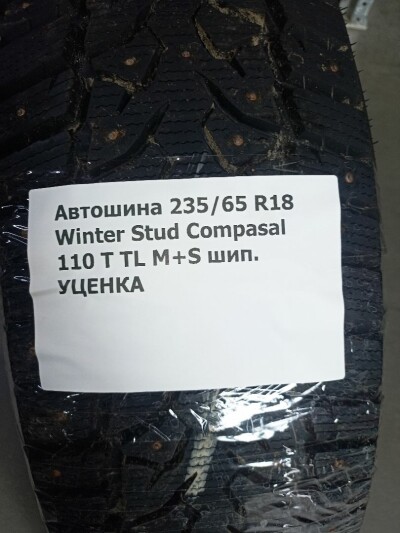 Автошина 235/65 R18
Winter Stud Compasal
110 T TL M+S шип.
УЦЕНКА